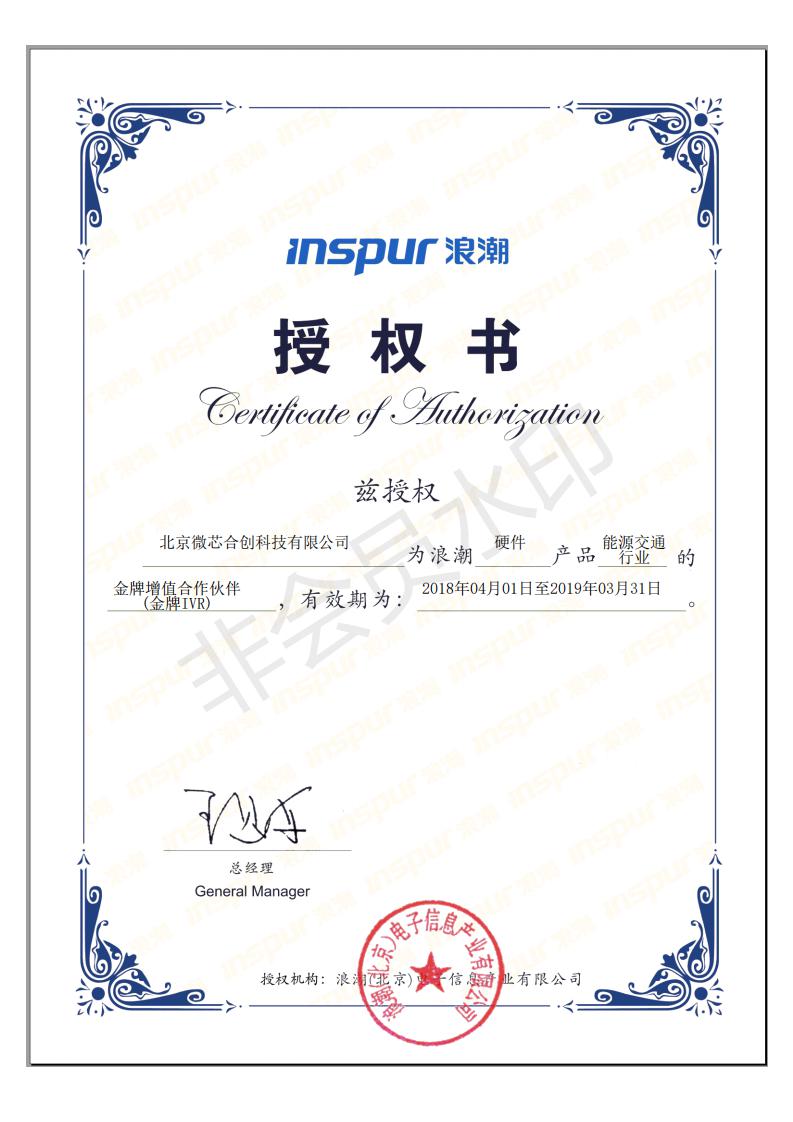 inspur 浪潮
授权书
Certificate of Authorization
兹授权
北京微芯合创科技有限公司 为浪潮 硬件 产品 能源交通行业 的
金牌增值合作伙伴(金牌IVR) ，有效期为： 2018年04月01日至2019年03月31日 。
非会员水印
总经理
General Manager
授权机构：浪潮(北京)电子信息产业有限公司
浪潮(北京)电子信息产业有限公司